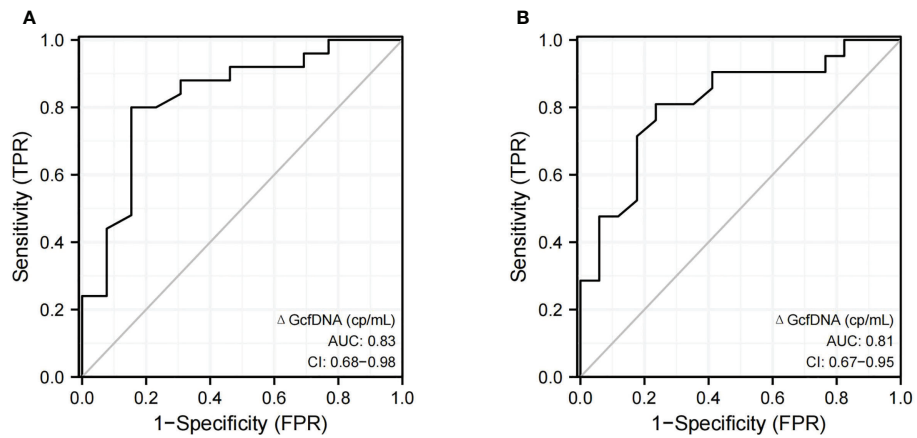 A
1.0
0.8
0.6
0.4
0.2
0.0
Sensitivity (TPR)
Δ GcfDNA (cp/mL)
AUC: 0.83
CI: 0.68−0.98
0.0 0.2 0.4 0.6 0.8 1.0
1−Specificity (FPR)
B
1.0
0.8
0.6
0.4
0.2
0.0
Sensitivity (TPR)
Δ GcfDNA (cp/mL)
AUC: 0.81
CI: 0.67−0.95
0.0 0.2 0.4 0.6 0.8 1.0
1−Specificity (FPR)